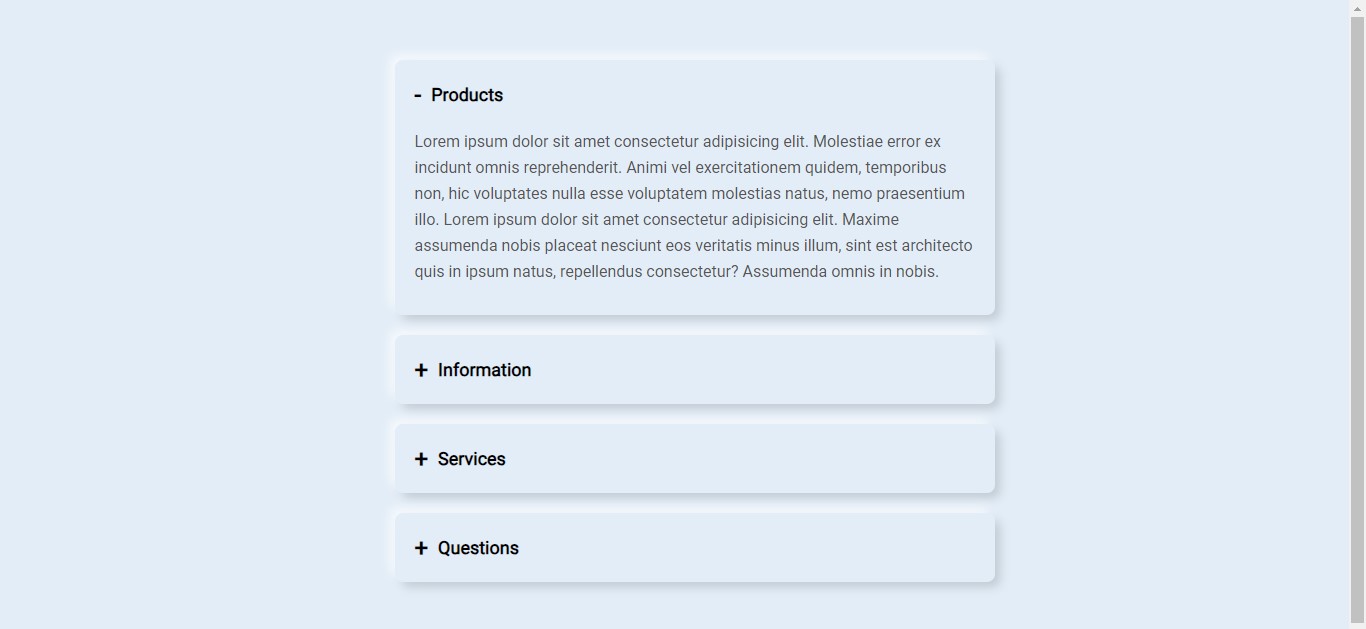 - Products
Lorem ipsum dolor sit amet consectetur adipisicing elit. Molestiae error ex
incidunt omnis reprehenderit. Animi vel exercitationem quidem, temporibus
non, hic voluptates nulla esse voluptatem molestias natus, nemo praesentium
illo. Lorem ipsum dolor sit amet consectetur adipisicing elit. Maxime
assumenda nobis placeat nesciunt eos veritatis minus illum, sint est architecto
quis in ipsum natus, repellendus consectetur? Assumenda omnis in nobis.
+ Information
+ Services
+ Questions